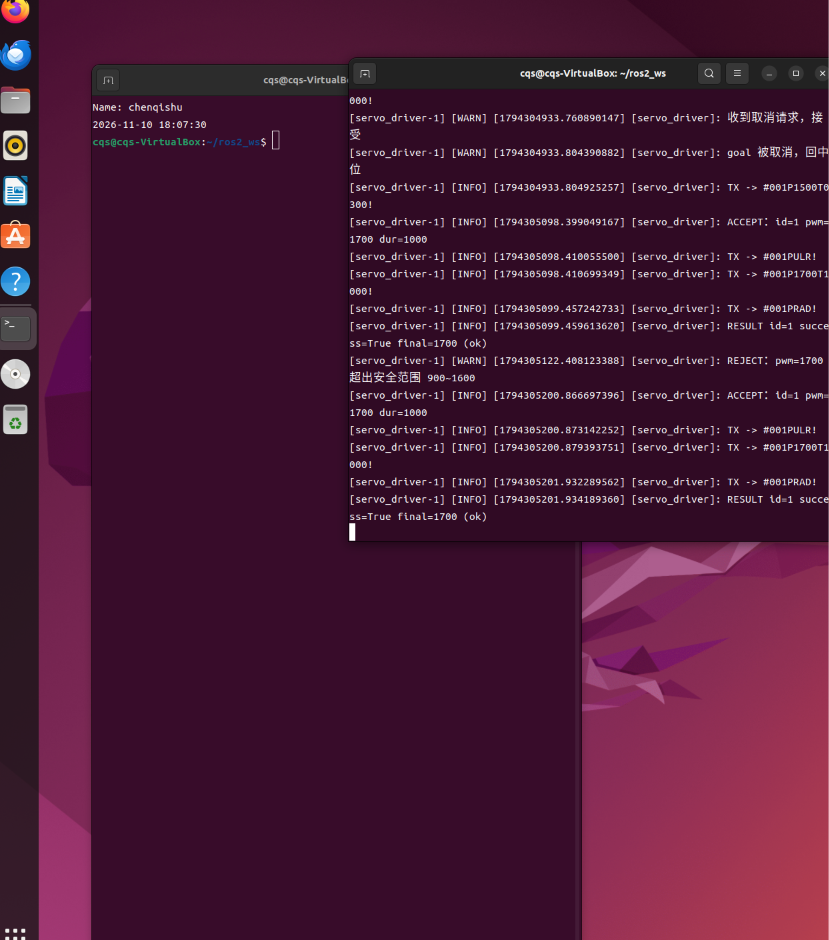 cqs@cqs-VirtualBo
Name: chenqishu
2026-11-10 18:07:30
cqs@cqs-VirtualBox:~/ros2_ws$
cqs@cqs-VirtualBox: ~/ros2_ws
000!
[servo_driver-1] [WARN] [1794304933.760890147] [servo_driver]: 收到取消请求，接
受
[servo_driver-1] [WARN] [1794304933.804390882] [servo_driver]: goal 被取消，回中
位
[servo_driver-1] [INFO] [1794304933.804925257] [servo_driver]: TX -> #001P1500T0
300!
[servo_driver-1] [INFO] [1794305098.399049167] [servo_driver]: ACCEPT: id=1 pwm=
1700 dur=1000
[servo_driver-1] [INFO] [1794305098.410055500] [servo_driver]: TX -> #001PULR!
[servo_driver-1] [INFO] [1794305098.410699349] [servo_driver]: TX -> #001P1700T1
000!
[servo_driver-1] [INFO] [1794305099.457242733] [servo_driver]: TX -> #001PRAD!
[servo_driver-1] [INFO] [1794305099.459613620] [servo_driver]: RESULT id=1 succe
ss=True final=1700 (ok)
[servo_driver-1] [WARN] [1794305122.408123388] [servo_driver]: REJECT: pwm=1700
超出安全范围 900~1600
[servo_driver-1] [INFO] [1794305200.866697396] [servo_driver]: ACCEPT: id=1 pwm=
1700 dur=1000
[servo_driver-1] [INFO] [1794305200.873142252] [servo_driver]: TX -> #001PULR!
[servo_driver-1] [INFO] [1794305200.879393751] [servo_driver]: TX -> #001P1700T1
000!
[servo_driver-1] [INFO] [1794305201.932289562] [servo_driver]: TX -> #001PRAD!
[servo_driver-1] [INFO] [1794305201.934189360] [servo_driver]: RESULT id=1 succe
ss=True final=1700 (ok)